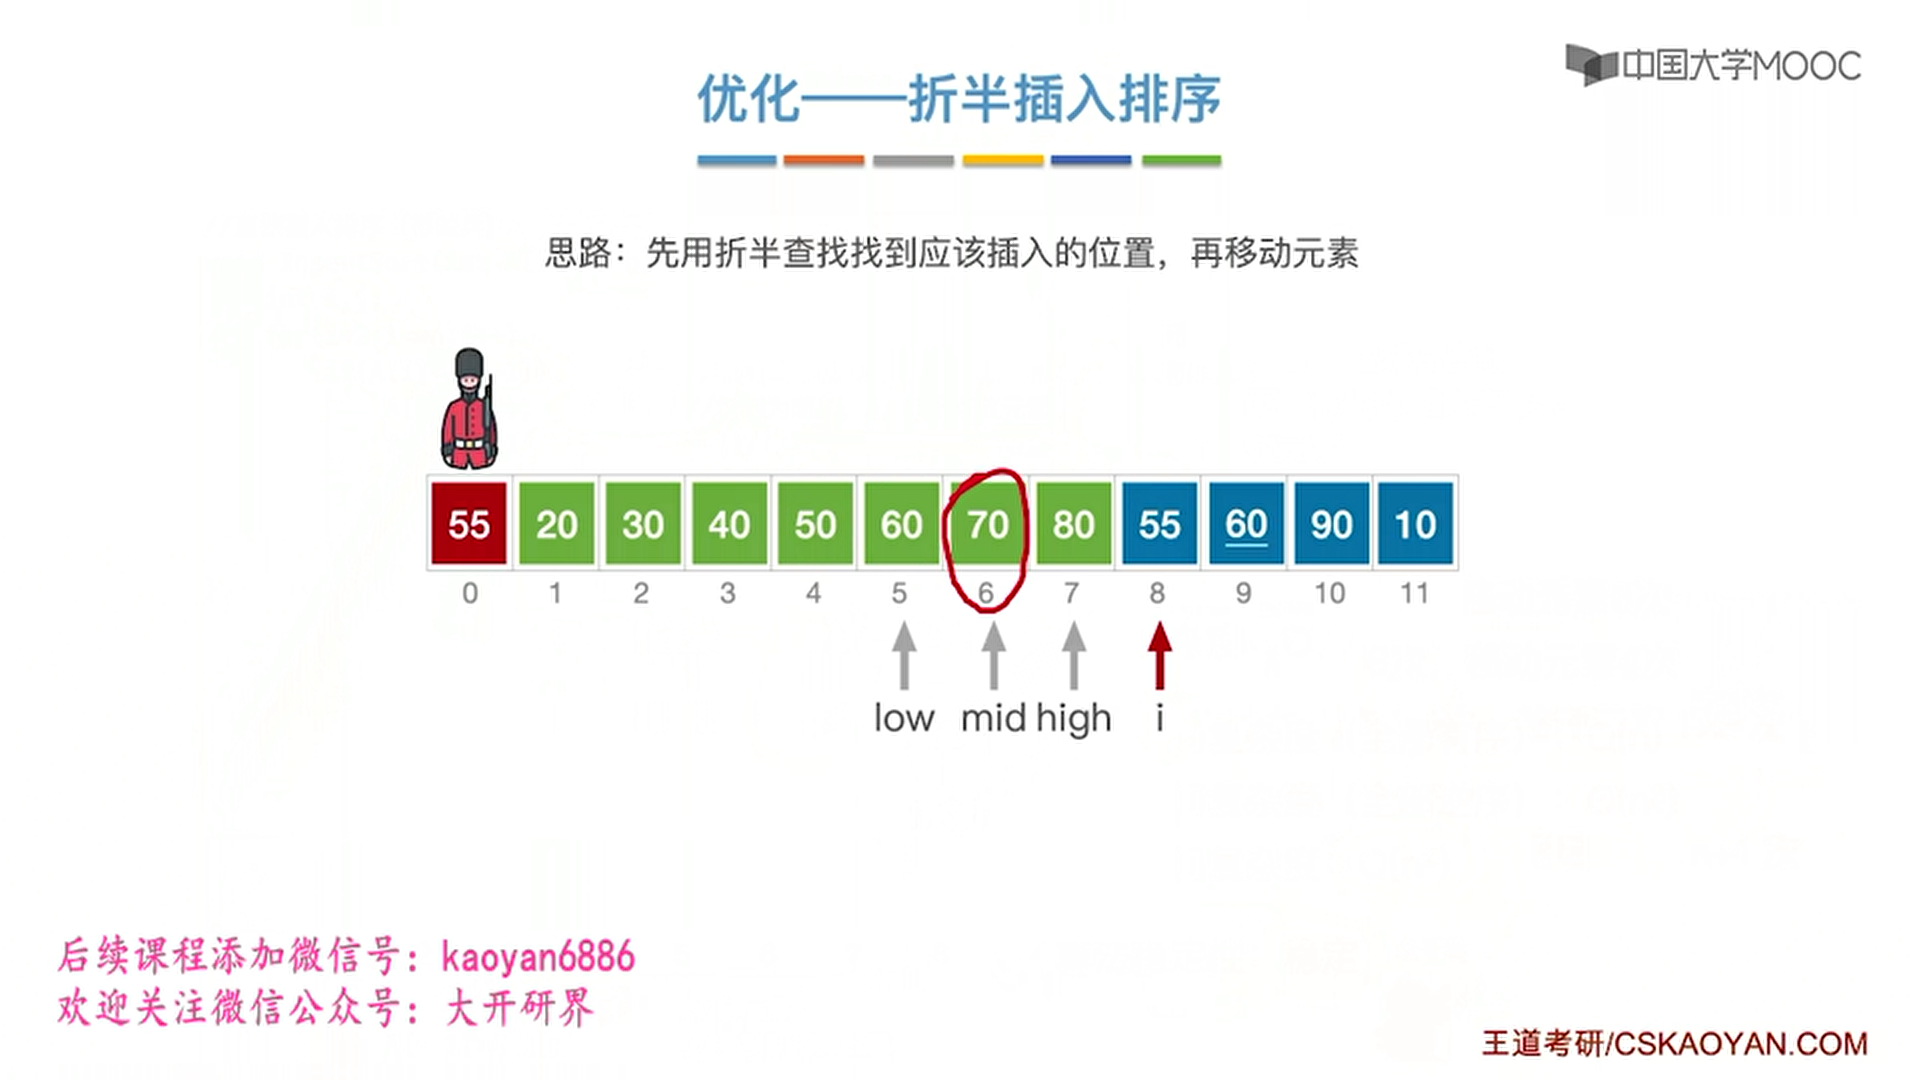 中国大学MOOC
优化——折半插入排序
思路：先用折半查找找到应该插入的位置，再移动元素
55 20 30 40 50 60 70 80 55 60 90 10
0 1 2 3 4 5 6 7 8 9 10 11
low mid high i
后续课程添加微信号：kaoyan6886
欢迎关注微信公众号：大开研界
王道考研/CSKAOYAN.COM